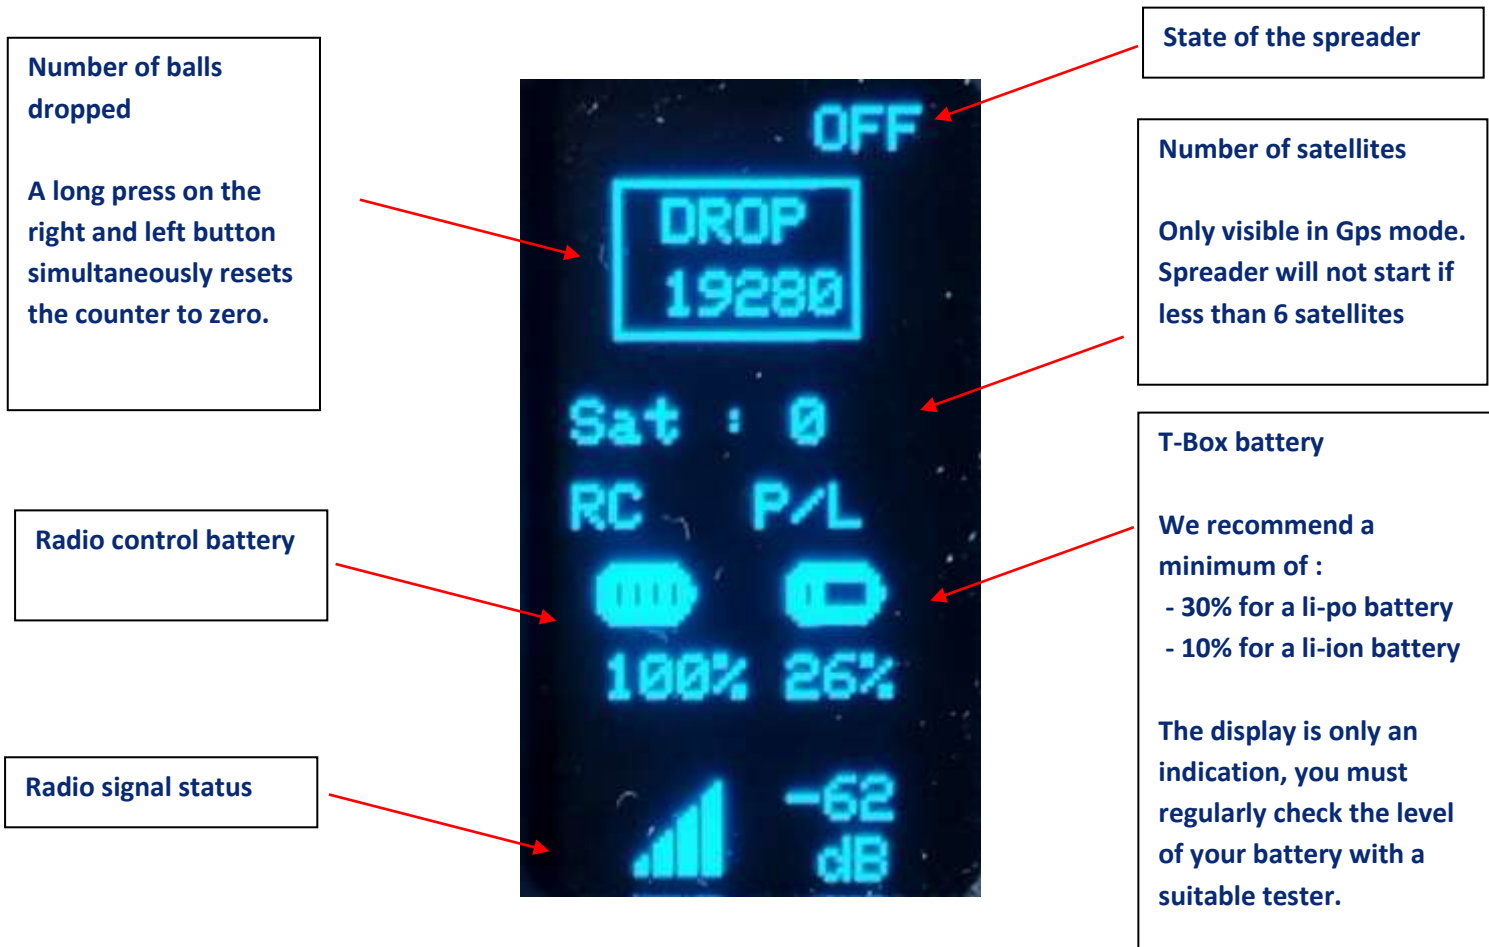 Number of balls
dropped
A long press on the
right and left button
simultaneously resets
the counter to zero.
Radio control battery
Radio signal status
OFF
DROP
19280
Sat : 0
RC P/L
100% 26%
-62
dB
State of the spreader
Number of satellites
Only visible in Gps mode.
Spreader will not start if
less than 6 satellites
T-Box battery
We recommend a
minimum of :
- 30% for a li-po battery
- 10% for a li-ion battery
The display is only an
indication, you must
regularly check the level
of your battery with a
suitable tester.